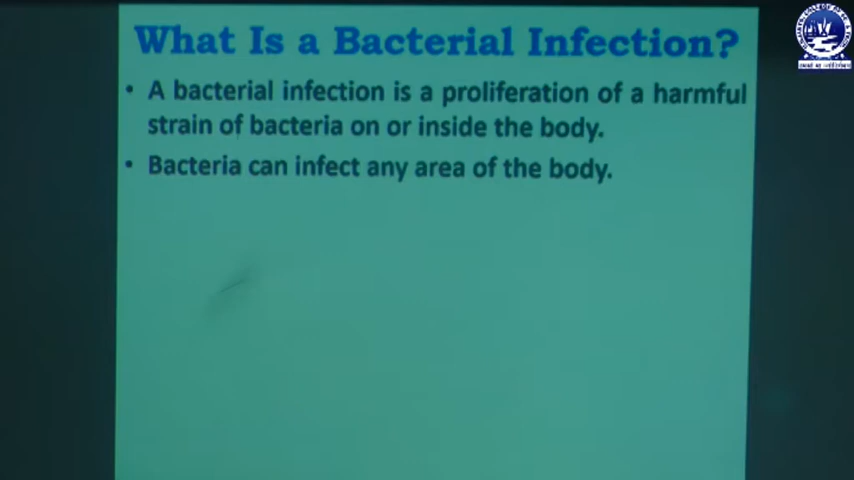 What Is a Bacterial Infection?
• A bacterial infection is a proliferation of a harmful
strain of bacteria on or inside the body.
• Bacteria can infect any area of the body.